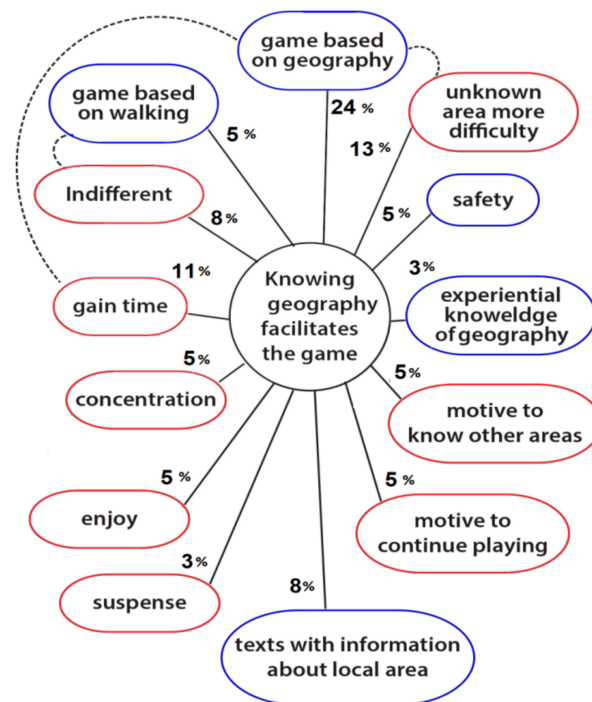 game based
on geography
24 %
game based
on walking
5 %
unknown
area more
difficulty
13 %
Indifferent
8%
safety
5 %
11 %
gain time
Knowing
geography
facilitates
the game
3%
experiential
knoweldge
of geography
5%
concentration
5%
motive to
know other areas
5 %
enjoy
5 %
motive to
continue playing
3%
suspense
8%
texts with information
about local area